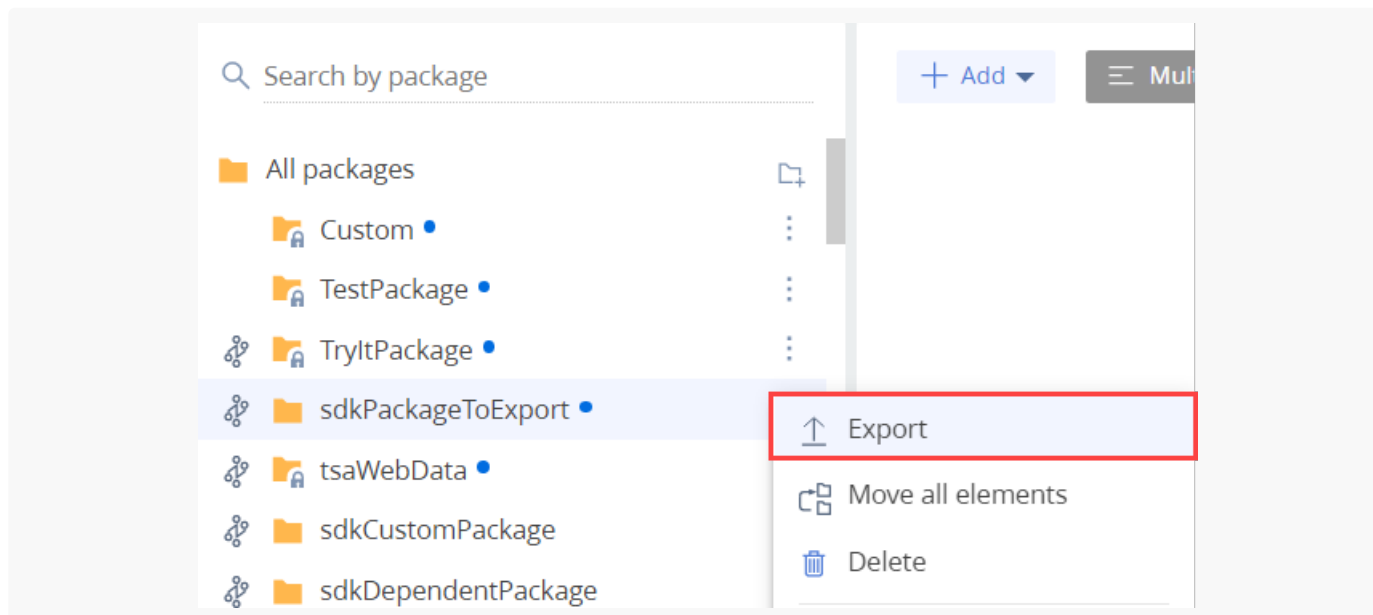 Search by package
+ Add
Mul
All packages
Custom
TestPackage
TryItPackage
sdkPackageToExport
Export
tsaWebData
Move all elements
sdkCustomPackage
Delete
sdkDependentPackage